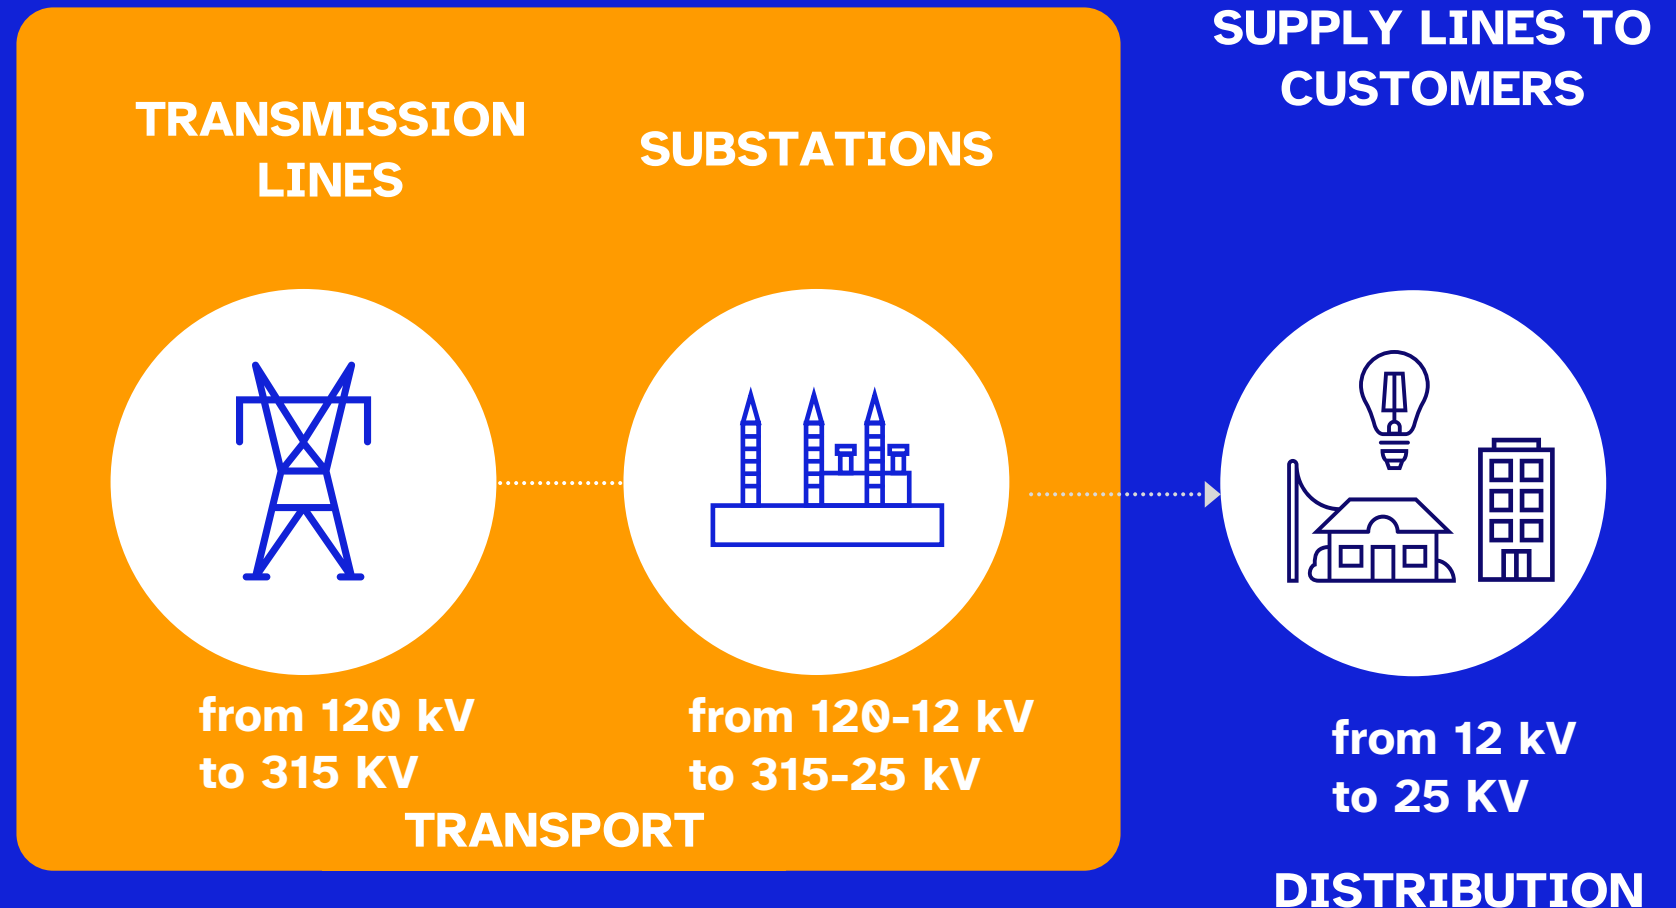 TRANSMISSION
LINES
from 120 kV
to 315 KV
SUBSTATIONS
from 120-12 kV
to 315-25 kV
TRANSPORT
SUPPLY LINES TO
CUSTOMERS
from 12 kV
to 25 KV
DISTRIBUTION